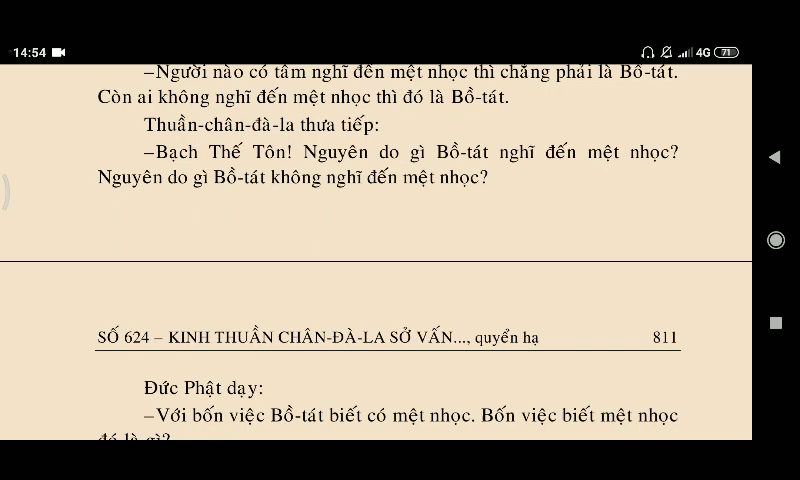 14:54
4G 71
–Người nào có tâm nghĩ đến mệt nhọc thì chẳng phải là Bồ-tát.
Còn ai không nghĩ đến mệt nhọc thì đó là Bồ-tát.
Thuần-chân-đà-la thưa tiếp:
–Bạch Thế Tôn! Nguyên do gì Bồ-tát nghĩ đến mệt nhọc?
Nguyên do gì Bồ-tát không nghĩ đến mệt nhọc?
SỐ 624 – KINH THUẦN CHÂN-ĐÀ-LA SỞ VẤN..., quyển hạ 811
Đức Phật dạy:
–Với bốn việc Bồ-tát biết có mệt nhọc. Bốn việc biết mệt nhọc
đó là gì?